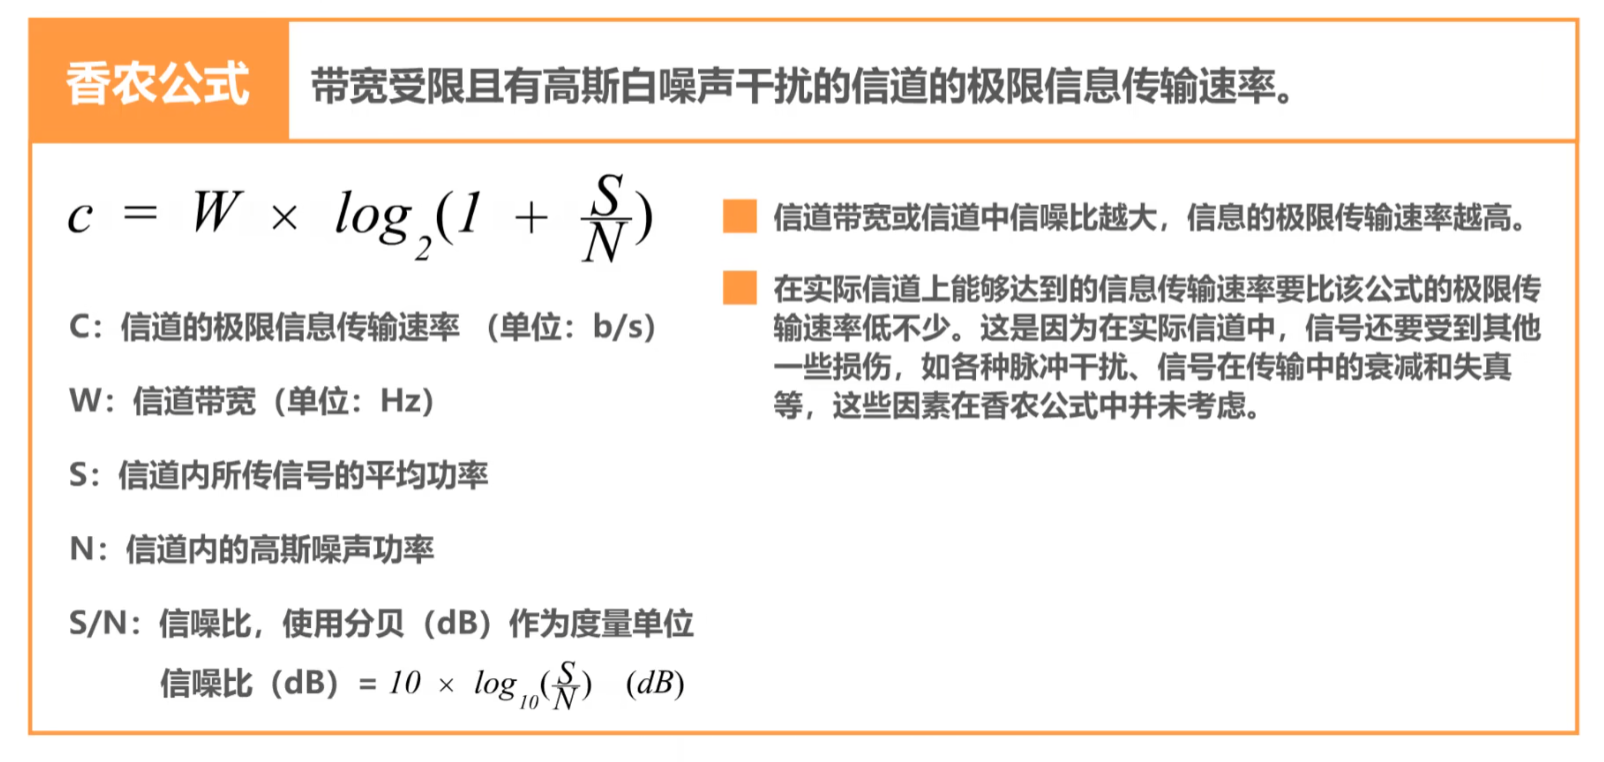 香农公式
带宽受限且有高斯白噪声干扰的信道的极限信息传输速率。
c = W × log₂(1 + S/N)
C：信道的极限信息传输速率 （单位：b/s）
W：信道带宽（单位：Hz）
S：信道内所传信号的平均功率
N：信道内的高斯噪声功率
S/N：信噪比，使用分贝（dB）作为度量单位
信噪比（dB）= 10 × log₁₀(S/N) (dB)
信道带宽或信道中信噪比越大，信息的极限传输速率越高。
在实际信道上能够达到的信息传输速率要比该公式的极限传
输速率低不少。这是因为在实际信道中，信号还要受到其他
一些损伤，如各种脉冲干扰、信号在传输中的衰减和失真
等，这些因素在香农公式中并未考虑。